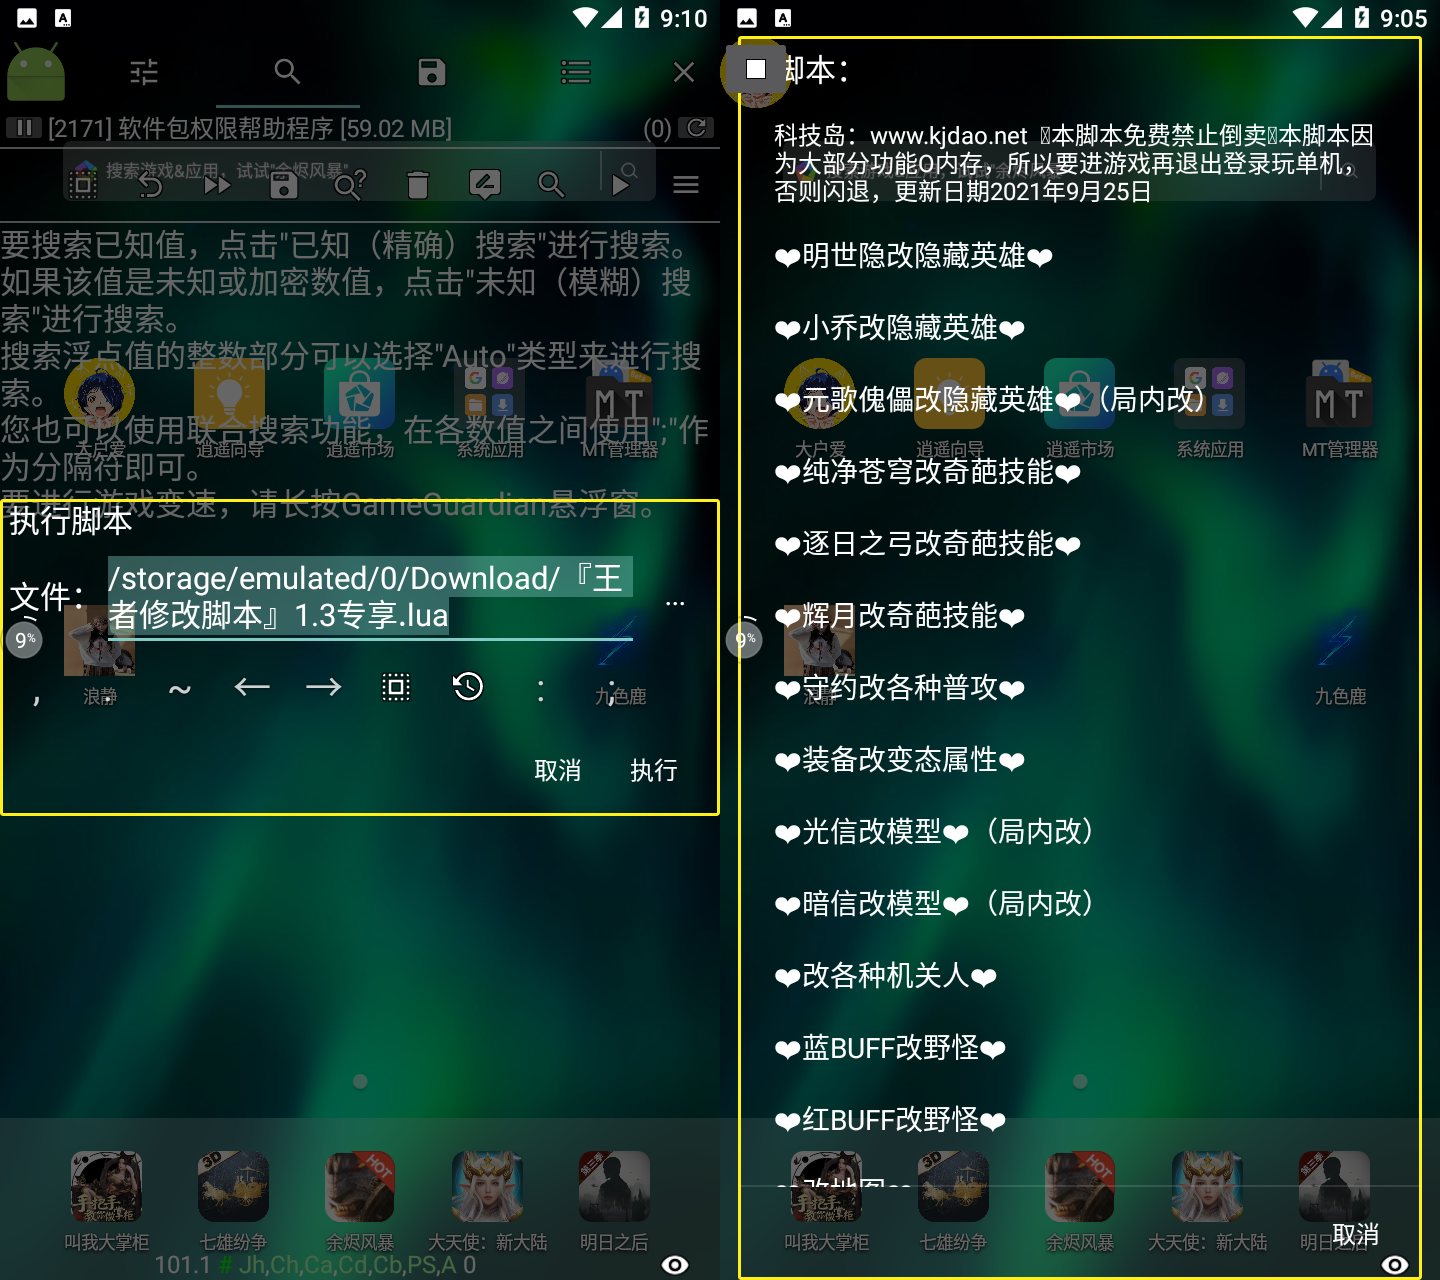 9:10
[2171] 软件包权限帮助程序 [59.02 MB]
(0)
搜索游戏&应用，试试"余烬风暴"
要搜索已知值，点击"已知（精确）搜索"进行搜索。
如果该值是未知或加密数值，点击"未知（模糊）搜
索"进行搜索。
搜索浮点值的整数部分可以选择"Auto"类型来进行搜
索。
您也可以使用联合搜索功能，在各数值之间使用";"作
为分隔符即可。
要进行游戏变速，请长按GameGuardian悬浮窗。
大户爱
逍遥向导
逍遥市场
系统应用
MT管理器
执行脚本
文件：
/storage/emulated/0/Download/『王
者修改脚本』1.3专享.lua
...
9%
浪静
九色鹿
, . ~ ← → : ;
取消
执行
叫我大掌柜
七雄纷争
余烬风暴
大天使：新大陆
明日之后
101.1 # Jh,Ch,Ca,Cd,Cb,PS,A 0
9:05
脚本：
科技岛：www.kjdao.net 本脚本免费禁止倒卖本脚本因
为大部分功能O内存，所以要进游戏再退出登录玩单机，
否则闪退，更新日期2021年9月25日
❤明世隐改隐藏英雄❤
❤小乔改隐藏英雄❤
❤元歌傀儡改隐藏英雄❤（局内改）
❤纯净苍穹改奇葩技能❤
❤逐日之弓改奇葩技能❤
❤辉月改奇葩技能❤
❤守约改各种普攻❤
❤装备改变态属性❤
❤光信改模型❤（局内改）
❤暗信改模型❤（局内改）
❤改各种机关人❤
❤蓝BUFF改野怪❤
❤红BUFF改野怪❤
❤改地图❤
大户爱
逍遥向导
逍遥市场
系统应用
MT管理器
9%
浪静
九色鹿
取消
叫我大掌柜
七雄纷争
余烬风暴
大天使：新大陆
明日之后